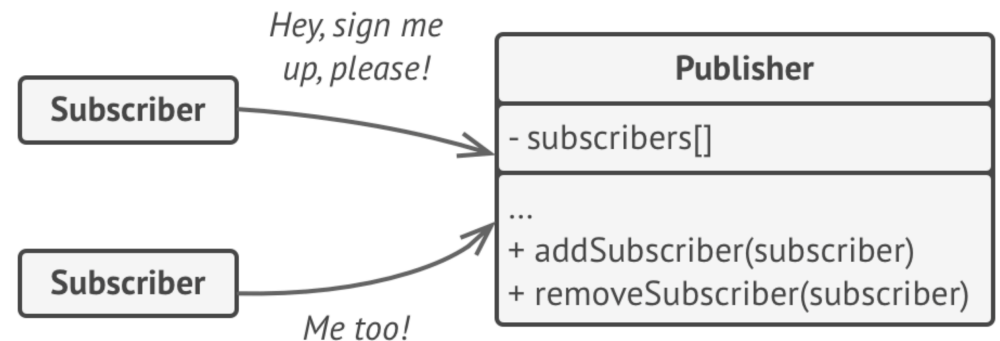 Hey, sign me
up, please!
Subscriber
Subscriber
Me too!
Publisher
- subscribers[]
...
+ addSubscriber(subscriber)
+ removeSubscriber(subscriber)